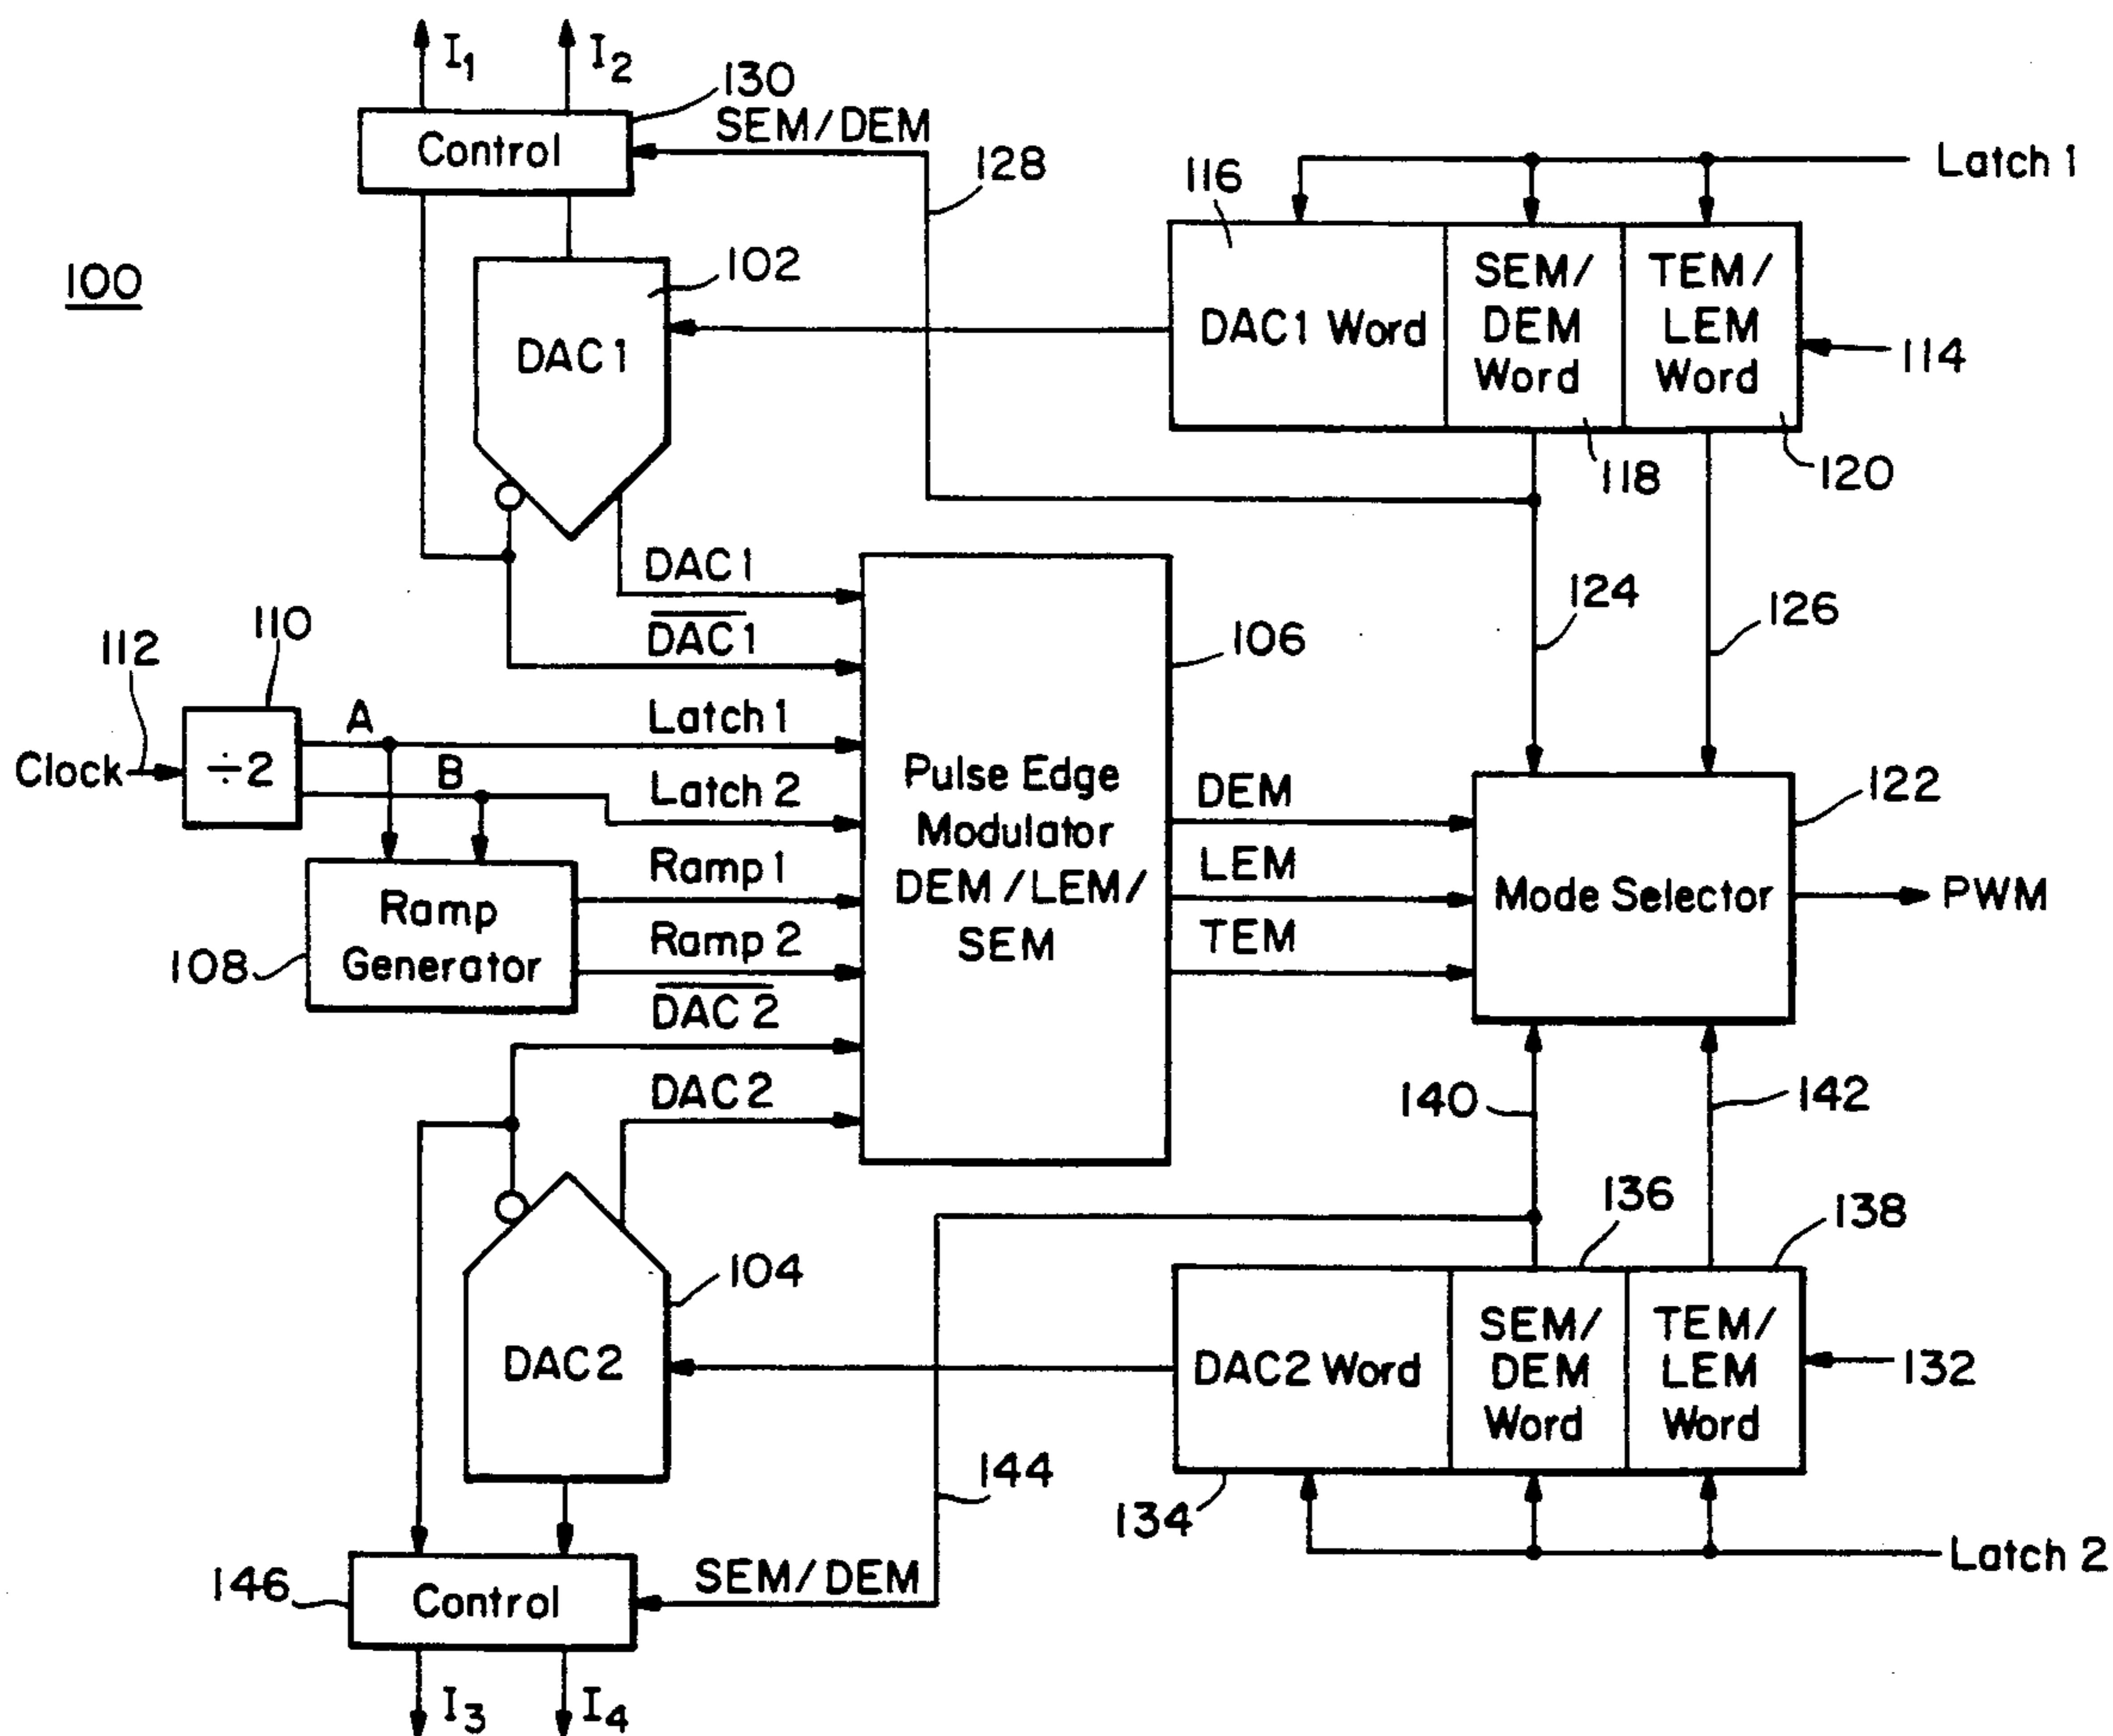 I1
I2
130
Control
SEM/DEM
128
116
Latch 1
100
102
DAC1
DAC1 Word
SEM/
DEM
Word
TEM/
LEM
Word
114
118
120
DAC 1
DAC 1
124
126
110
112
106
Clock
÷2
A
B
Latch 1
Latch 2
Pulse Edge
Modulator
DEM/LEM/
SEM
DEM
LEM
TEM
122
Mode Selector
PWM
Ramp 1
Ramp 2
Ramp
Generator
108
DAC 2
DAC 2
140
142
136
138
104
DAC2
DAC2 Word
SEM/
DEM
Word
TEM/
LEM
Word
132
144
134
Latch 2
146
Control
SEM/DEM
I3
I4